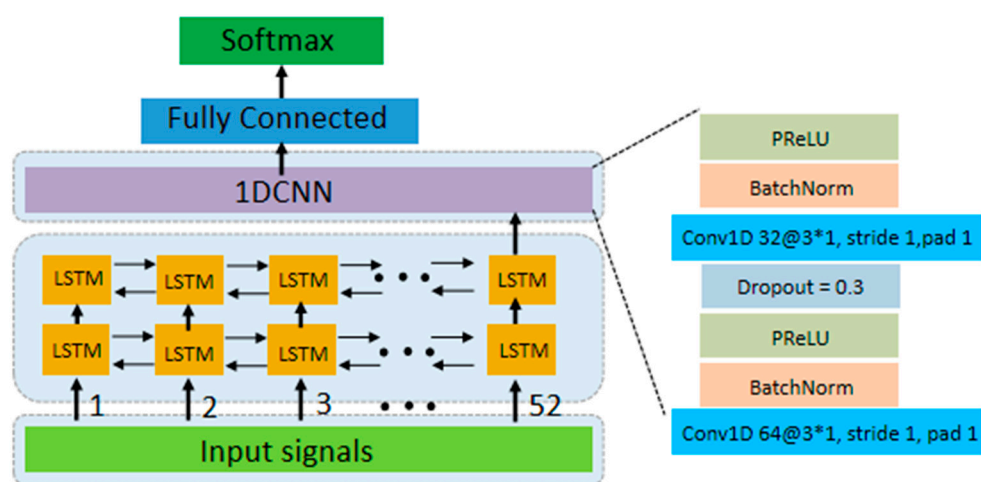 Softmax
Fully Connected
1DCNN
LSTM LSTM LSTM • • • LSTM
LSTM LSTM LSTM • • • LSTM
1 2 3 • • • 52
Input signals
PReLU
BatchNorm
Conv1D 32@3*1, stride 1,pad 1
Dropout = 0.3
PReLU
BatchNorm
Conv1D 64@3*1, stride 1, pad 1